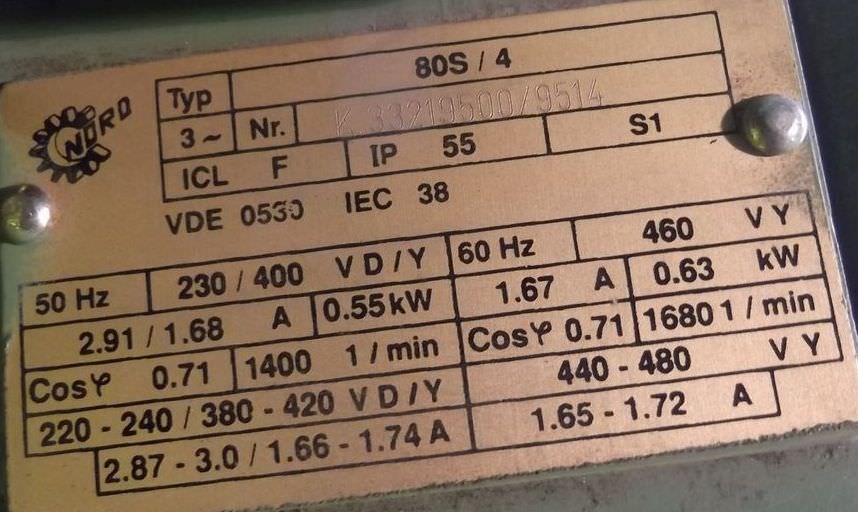 NORD
Typ 80S / 4
3~ Nr. K 33219500/9514
ICL F IP 55 S1
VDE 0530 IEC 38
50 Hz 230 / 400 V D / Y 60 Hz 460 V Y
2.91 / 1.68 A 0.55kW 1.67 A 0.63 kW
Cosφ 0.71 1400 1 / min Cosφ 0.71 1680 1 / min
220 - 240 / 380 - 420 V D / Y 440 - 480 V Y
2.87 - 3.0 / 1.66 - 1.74 A 1.65 - 1.72 A